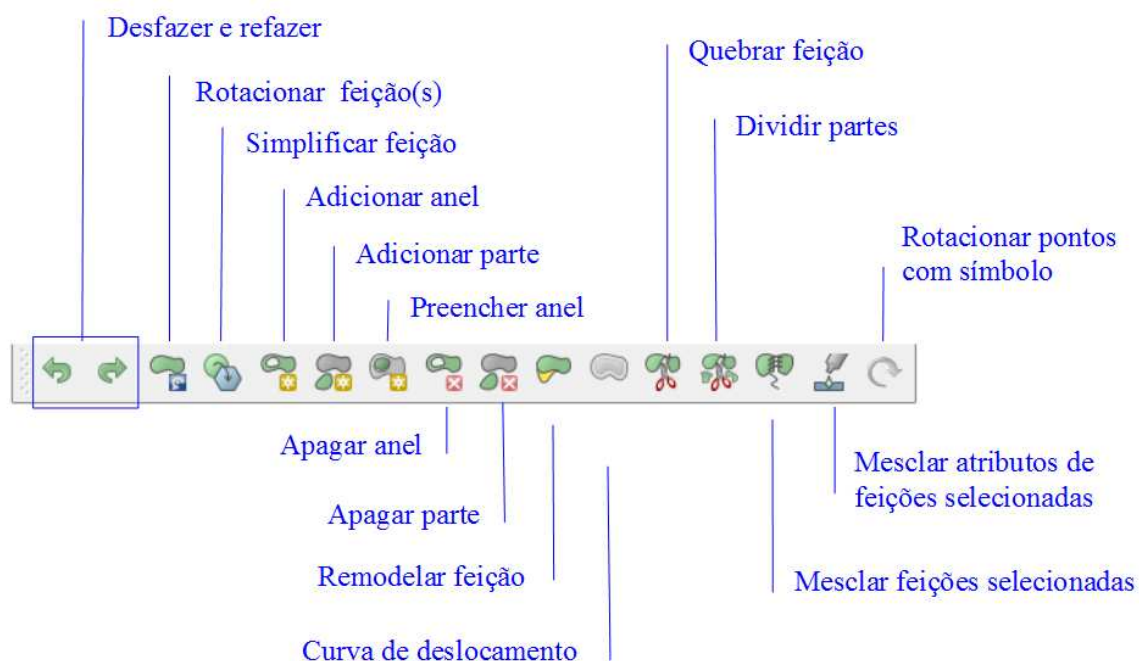 Desfazer e refazer
Quebrar feição
Rotacionar feição(s)
Dividir partes
Simplificar feição
Adicionar anel
Rotacionar pontos
com símbolo
Adicionar parte
Preencher anel
Apagar anel
Mesclar atributos de
feições selecionadas
Apagar parte
Remodelar feição
Mesclar feições selecionadas
Curva de deslocamento